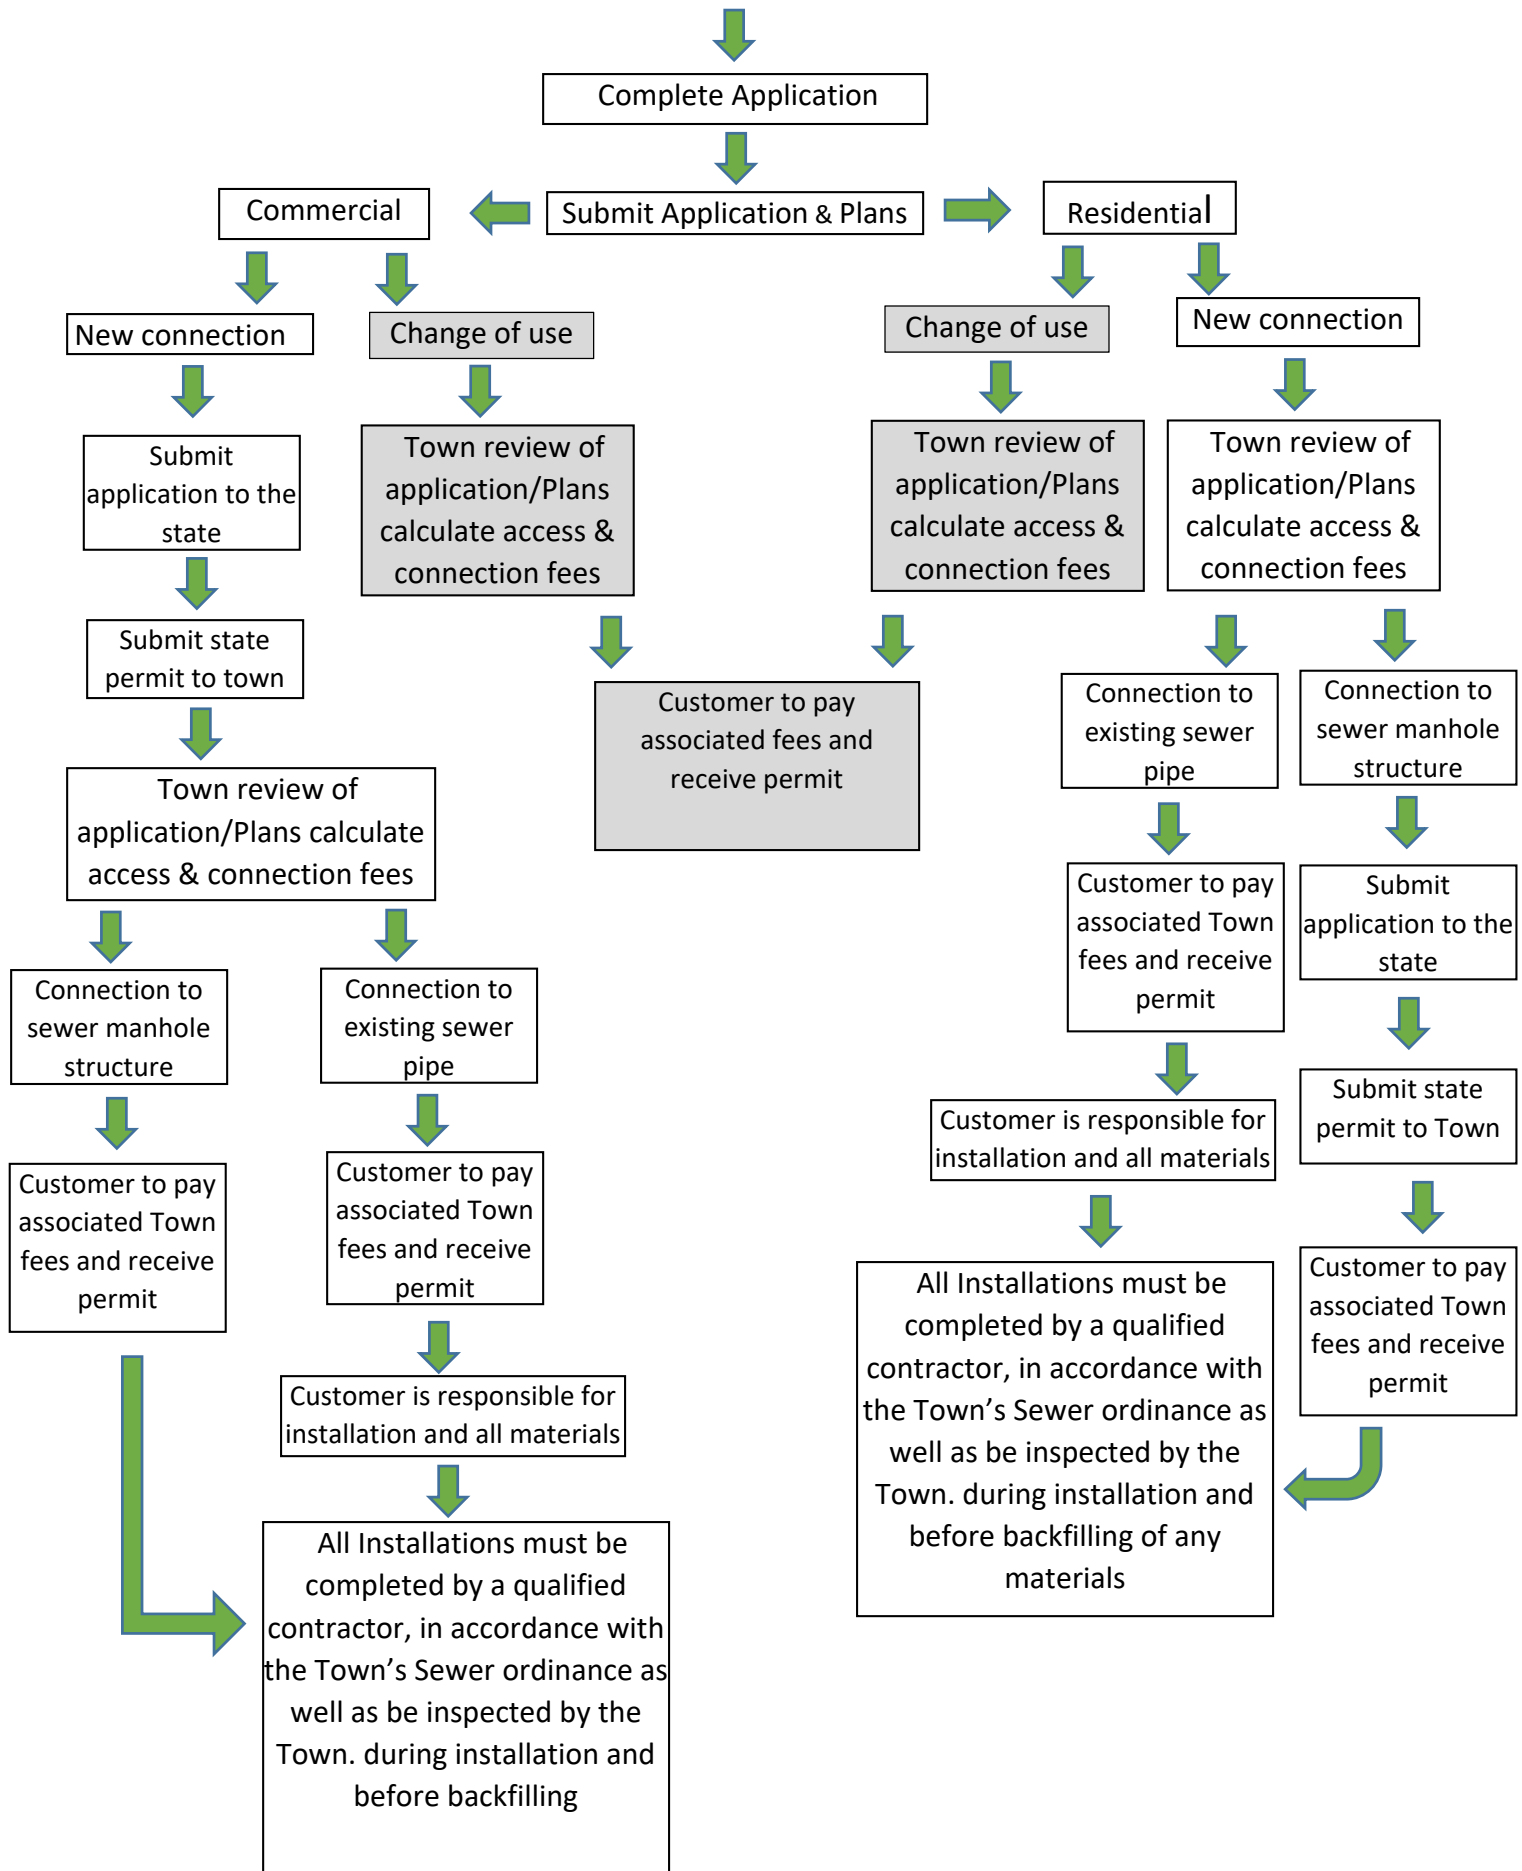 Complete Application
Commercial
Submit Application & Plans
Residential
New connection
Change of use
Change of use
New connection
Submit
application to the
state
Town review of
application/Plans
calculate access &
connection fees
Town review of
application/Plans
calculate access &
connection fees
Town review of
application/Plans
calculate access &
connection fees
Submit state
permit to town
Customer to pay
associated fees and
receive permit
Connection to
existing sewer
pipe
Connection to
sewer manhole
structure
Town review of
application/Plans calculate
access & connection fees
Customer to pay
associated Town
fees and receive
permit
Submit
application to the
state
Connection to
sewer manhole
structure
Connection to
existing sewer
pipe
Customer is responsible for
installation and all materials
Submit state
permit to Town
Customer to pay
associated Town
fees and receive
permit
Customer to pay
associated Town
fees and receive
permit
All Installations must be
completed by a qualified
contractor, in accordance with
the Town’s Sewer ordinance as
well as be inspected by the
Town. during installation and
before backfilling of any
materials
Customer to pay
associated Town
fees and receive
permit
Customer is responsible for
installation and all materials
All Installations must be
completed by a qualified
contractor, in accordance with
the Town’s Sewer ordinance as
well as be inspected by the
Town. during installation and
before backfilling